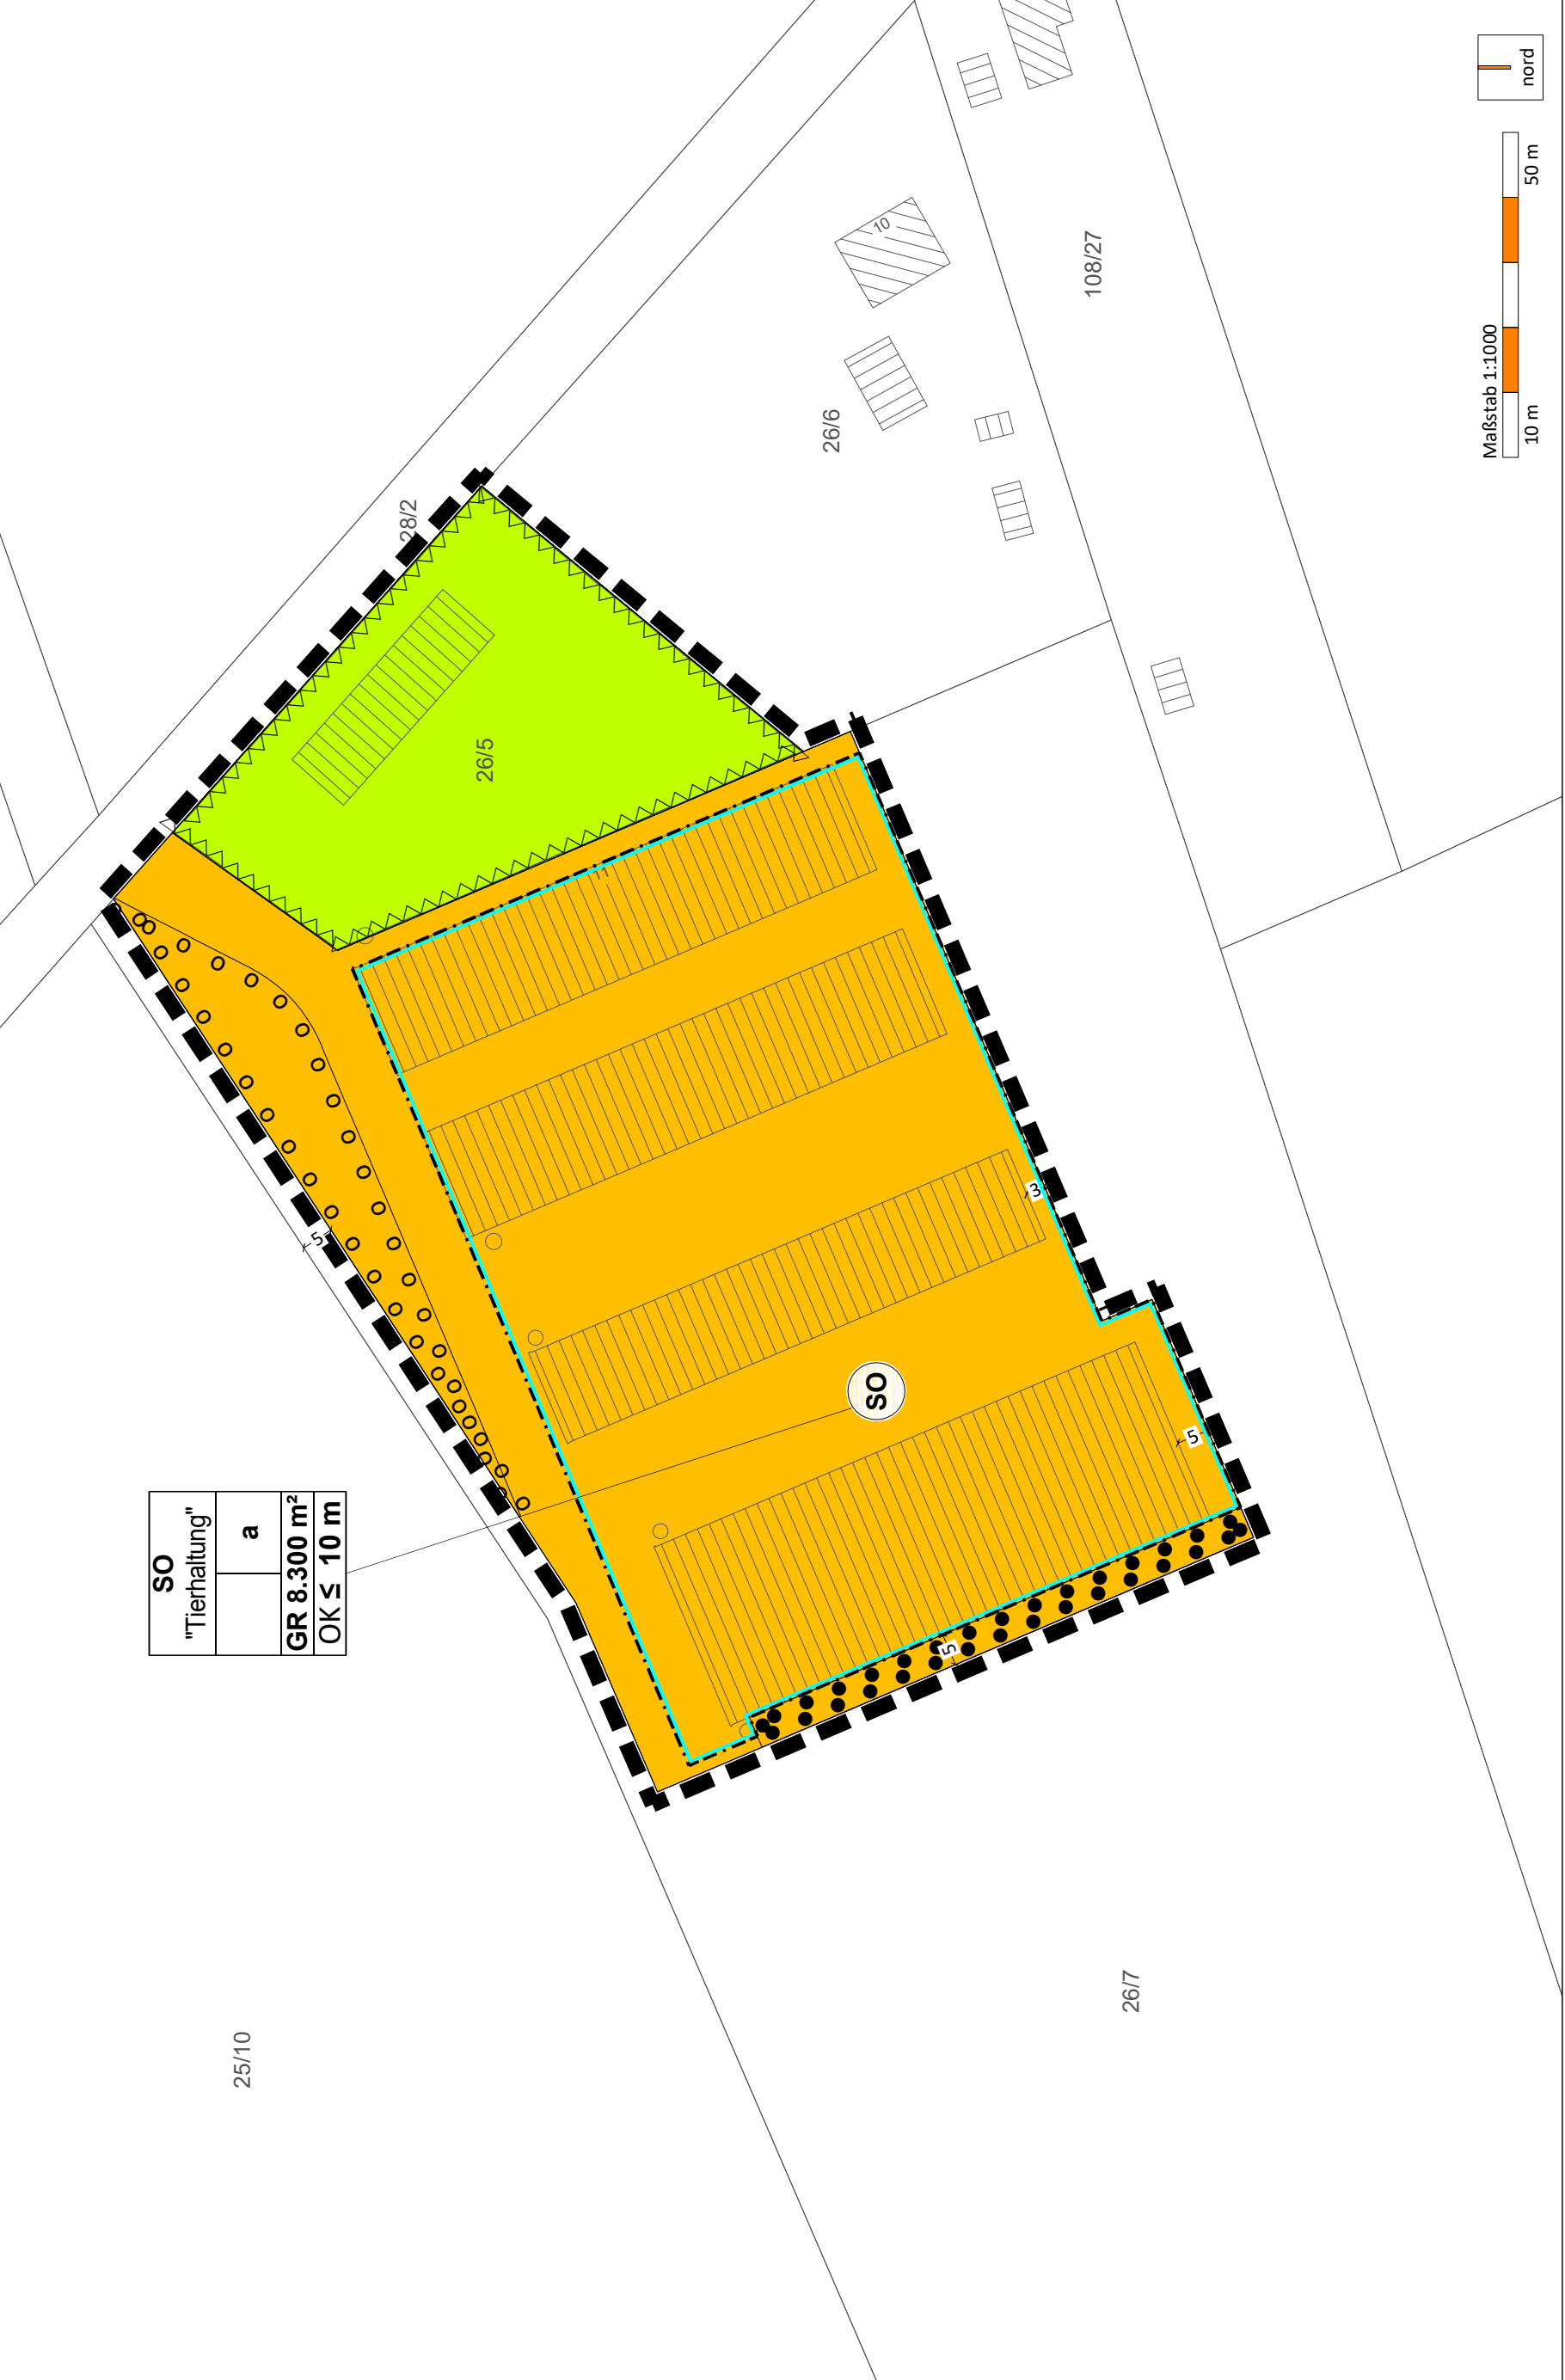 SO
"Tierhaltung"
a
GR 8.300 m²
OK ≤ 10 m
25/10
28/2
26/5
26/6
10
108/27
5
SO
3
5
5
26/7
Maßstab 1:1000
10 m
50 m
nord